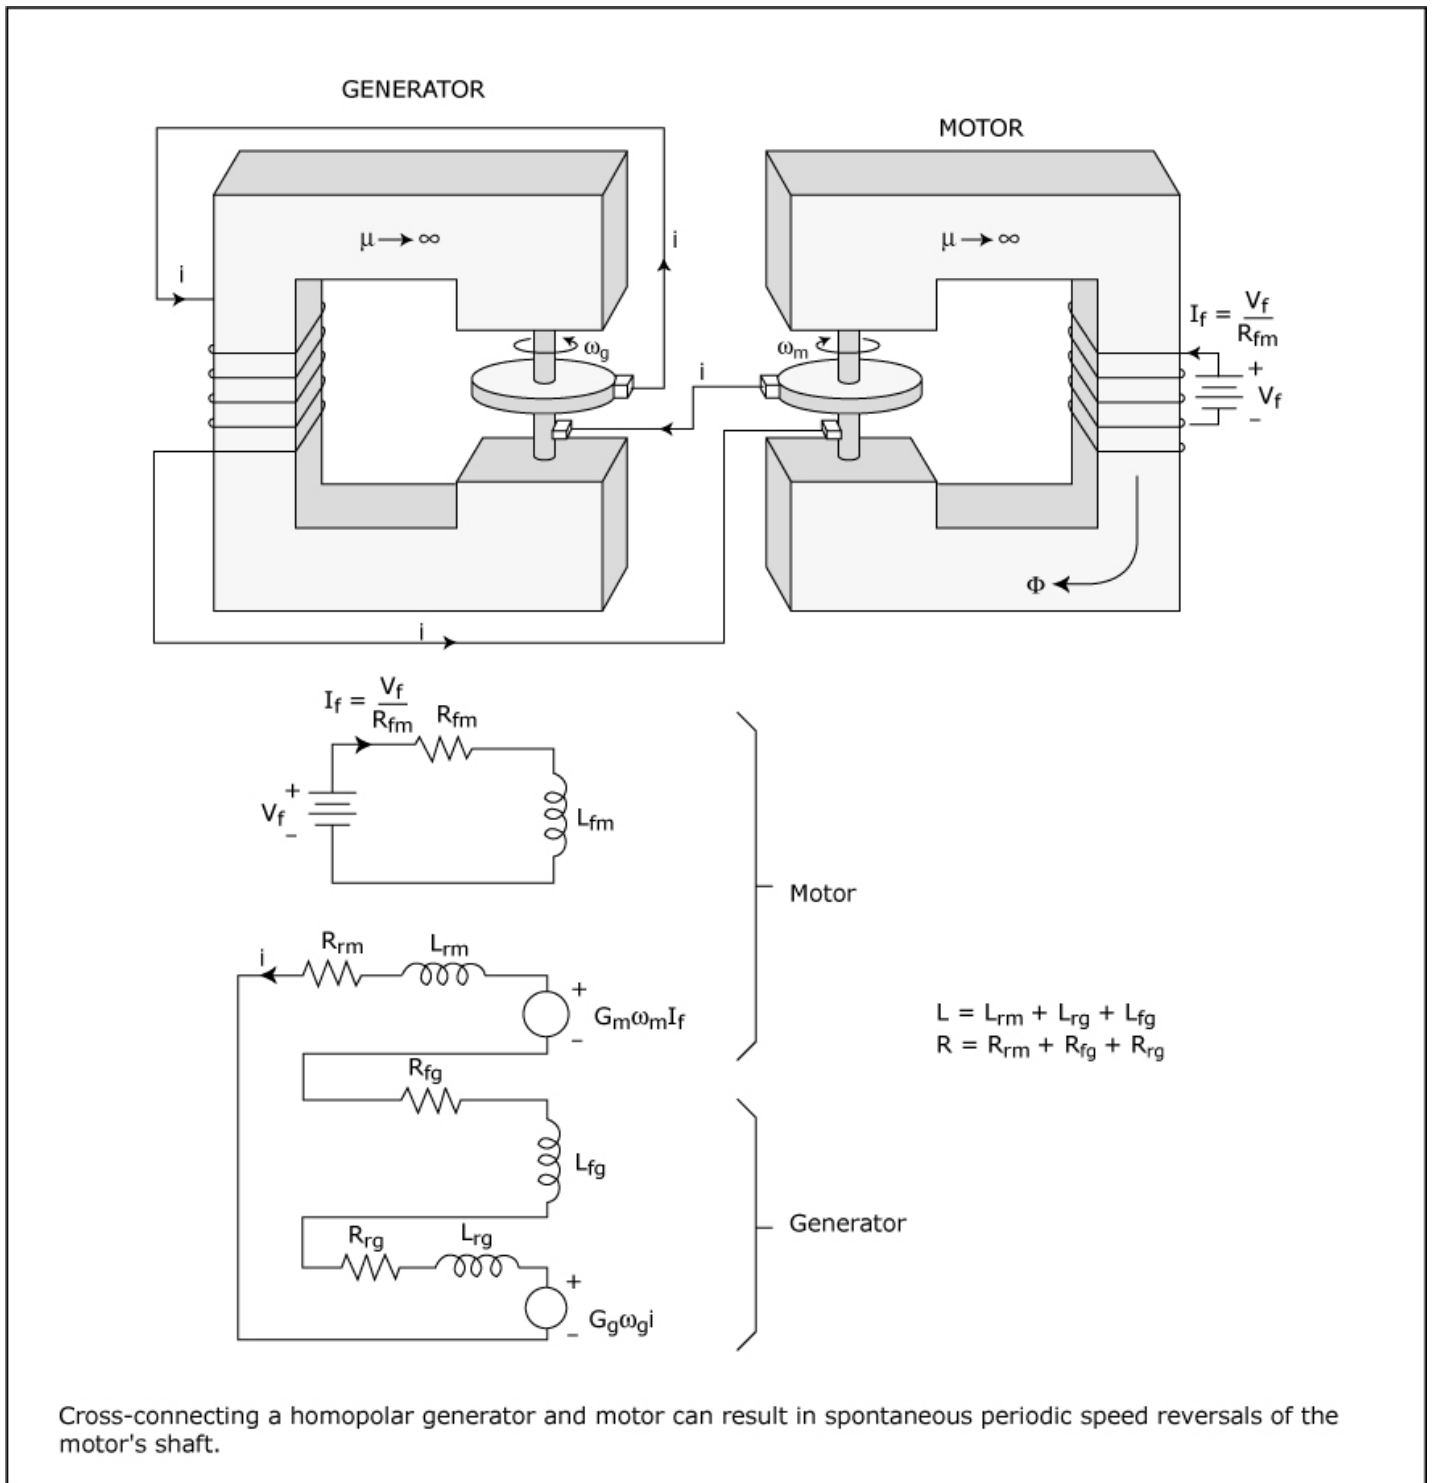 GENERATOR
MOTOR
μ → ∞
μ → ∞
i
i
I_f = V_f / R_fm
ω_g
ω_m
i
+
V_f
−
Φ
i
I_f = V_f / R_fm
R_fm
+
V_f
−
L_fm
Motor
i
R_rm
L_rm
+
G_mω_mI_f
−
L = L_rm + L_rg + L_fg
R = R_rm + R_fg + R_rg
R_fg
L_fg
Generator
R_rg
L_rg
+
G_gω_gi
−
Cross-connecting a homopolar generator and motor can result in spontaneous periodic speed reversals of the
motor's shaft.